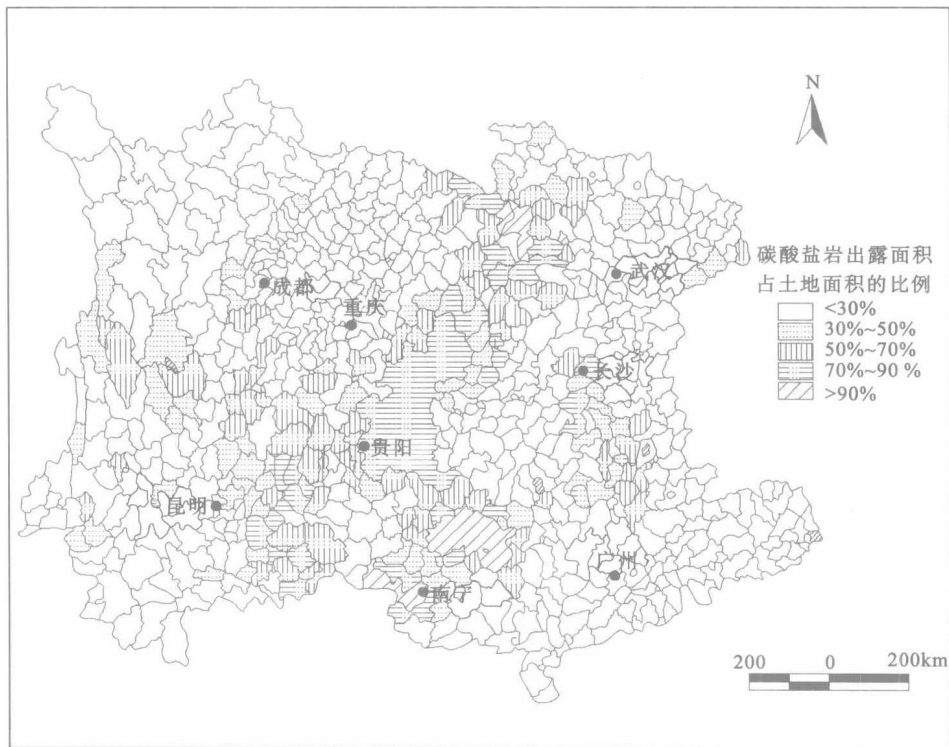 N
碳酸盐岩出露面积
占土地面积的比例
<30%
30%~50%
50%~70%
70%~90 %
>90%
成都
重庆
武汉
长沙
贵阳
昆明
广州
南宁
200 0 200km